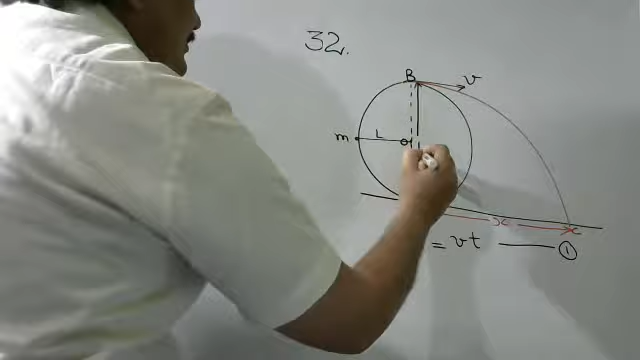 32.
B v
m L o
x c
= vt — ①